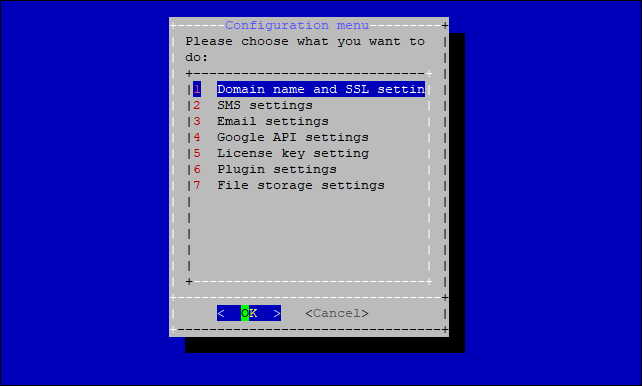 Configuration menu
Please choose what you want to
do:
1 Domain name and SSL settin
2 SMS settings
3 Email settings
4 Google API settings
5 License key setting
6 Plugin settings
7 File storage settings
< OK > <Cancel>